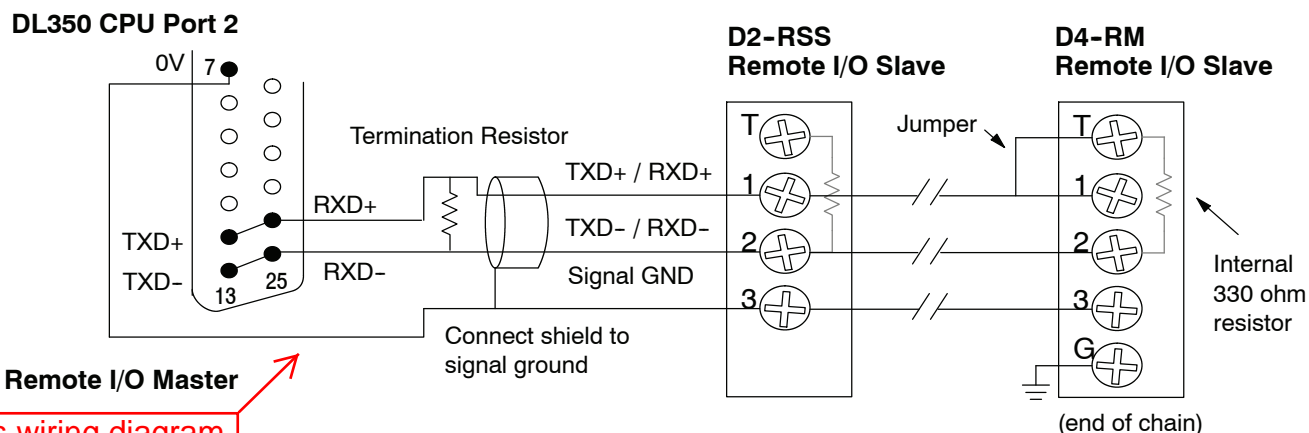 DL350 CPU Port 2
D2-RSS
Remote I/O Slave
D4-RM
Remote I/O Slave
0V
7
Termination Resistor
Jumper
T
T
TXD+ / RXD+
1
1
RXD+
TXD+
TXD- / RXD-
2
2
TXD-
13
25
RXD-
Signal GND
3
3
Internal
330 ohm
resistor
Connect shield to
signal ground
G
Remote I/O Master
wiring diagram
(end of chain)